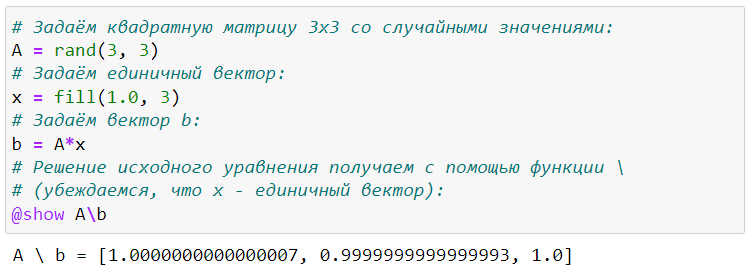 # Задаём квадратную матрицу 3x3 со случайными значениями:
A = rand(3, 3)
# Задаём единичный вектор:
x = fill(1.0, 3)
# Задаём вектор b:
b = A*x
# Решение исходного уравнения получаем с помощью функции \
# (убеждаемся, что x - единичный вектор):
@show A\b
A \ b = [1.0000000000000007, 0.9999999999999993, 1.0]